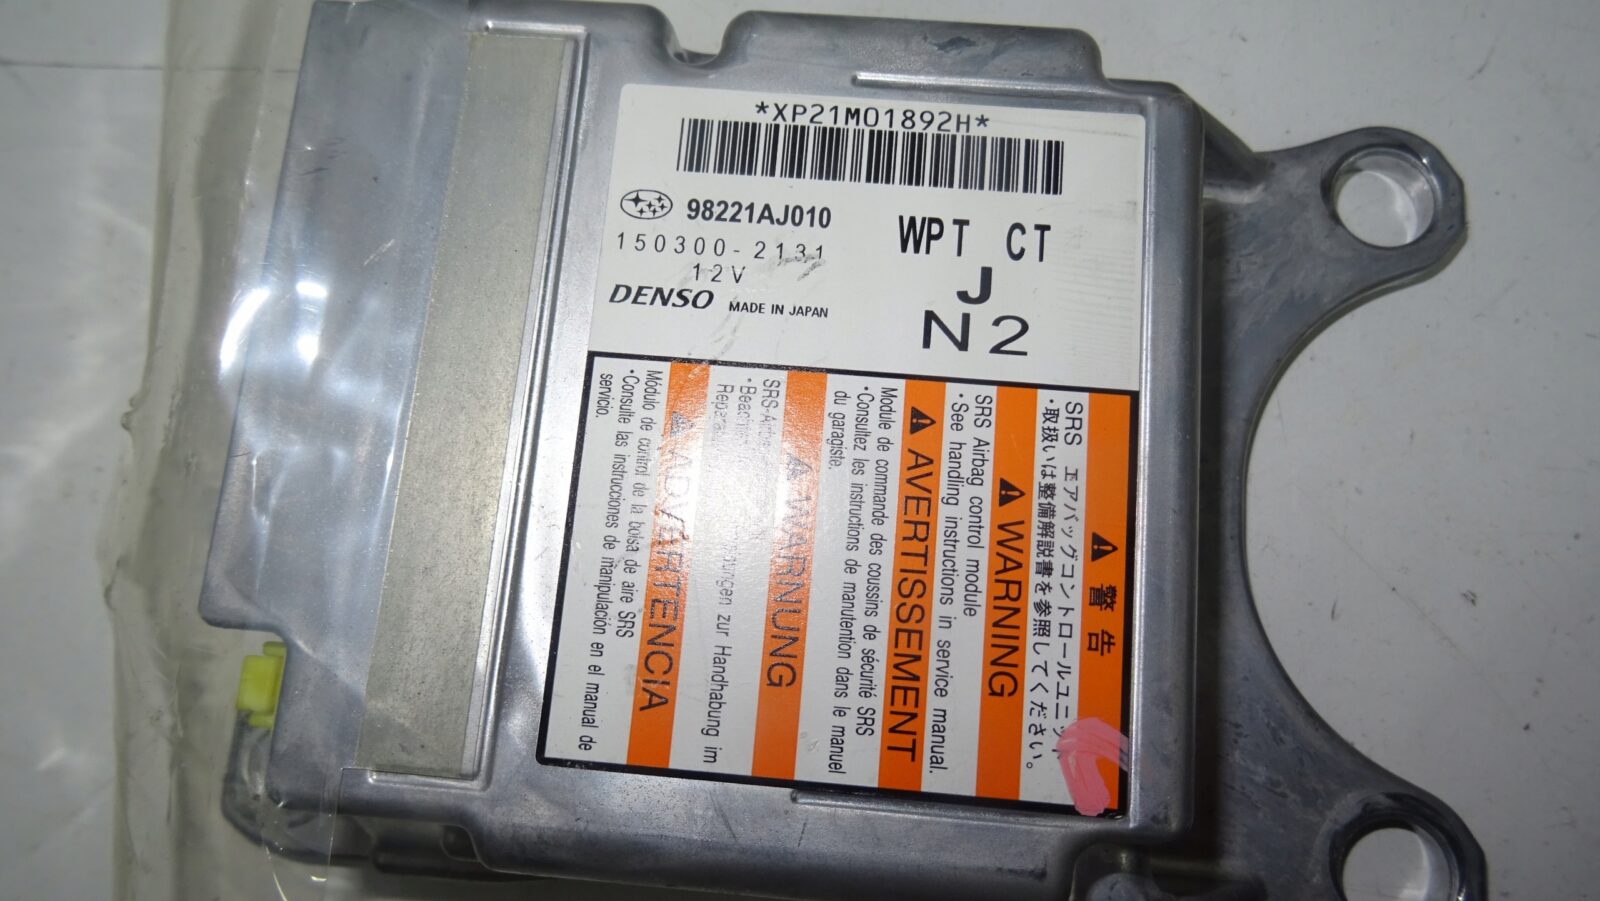 *XP21M01892H*
98221AJ010
WPT CT
150300-2131
J
12V
N2
DENSO MADE IN JAPAN
警告
SRS エアバッグコントロールユニット
・取扱いは整備解説書を参照してください。
WARNING
SRS Airbag control module
・See handling instructions in service manual.
AVERTISSEMENT
Module de commande des coussins de sécurité SRS
・Consultez les instructions de manutention dans le manuel
du garagiste.
WARNUNG
zur Handhabung im
ADVERTENCIA
Módulo de control de la bolsa de aire SRS
・Consulte las instrucciones de manipulación en el manual de
servicio.